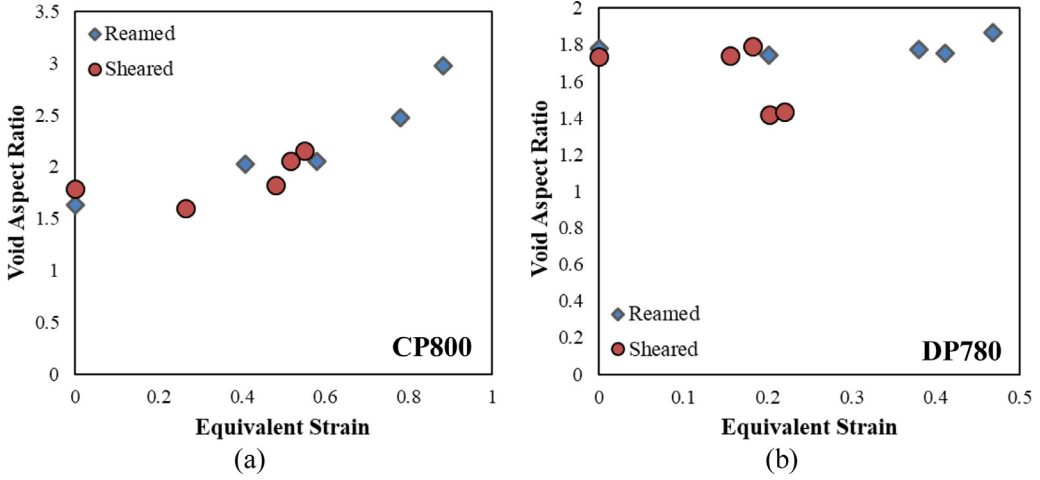 3.5
3
2.5
2
1.5
1
0.5
0
0
0.2
0.4
0.6
0.8
1
Void Aspect Ratio
Equivalent Strain
Reamed
Sheared
CP800
(a)
2
1.8
1.6
1.4
1.2
1
0.8
0.6
0.4
0.2
0
0
0.1
0.2
0.3
0.4
0.5
Void Aspect Ratio
Equivalent Strain
Reamed
Sheared
DP780
(b)